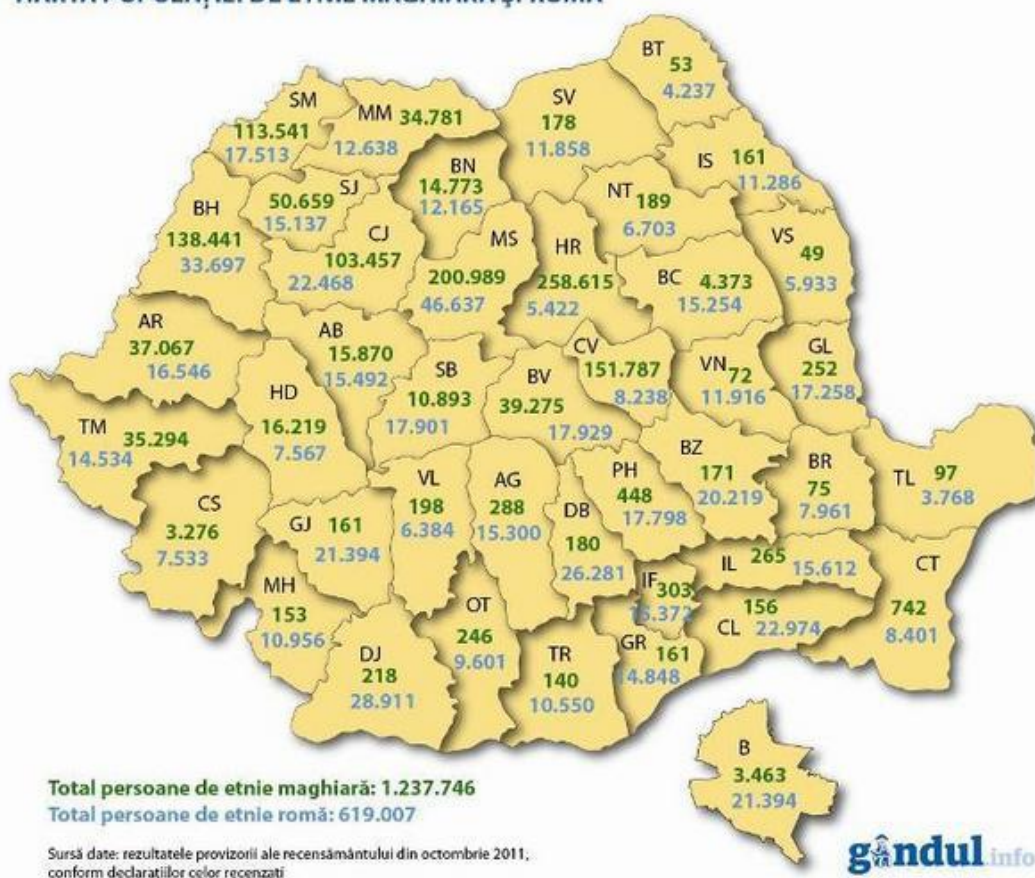 BT
53
4.237
SM
113.541
17.513
MM 34.781
12.638
SV
178
11.858
BN
14.773
12.165
IS 161
11.286
SJ
50.659
15.137
NT
189
6.703
BH
138.441
33.697
CJ
103.457
22.468
MS
200.989
46.637
HR
258.615
5.422
BC 4.373
15.254
VS
49
5.933
AR
37.067
16.546
AB
15.870
15.492
SB
10.893
17.901
BV
39.275
17.929
CV
151.787
8.238
VN 72
11.916
GL
252
17.258
TM 35.294
14.534
HD
16.219
7.567
CS
3.276
7.533
GJ 161
21.394
VL
198
6.384
AG
288
15.300
DB
180
26.281
PH
448
17.798
BZ
171
20.219
BR
75
7.961
TL 97
3.768
MH
153
10.956
DJ
218
28.911
OT
246
9.601
TR
140
10.550
GR 161
14.848
IF 303
15.372
IL 265 15.612
156
CL 22.974
CT
742
8.401
B
3.463
21.394
Total persoane de etnie maghiară: 1.237.746
Total persoane de etnie romă: 619.007
Sursă date: rezultatele provizorii ale recensământului din octombrie 2011,
conform declaraţiilor celor recenzaţi
gândul.info